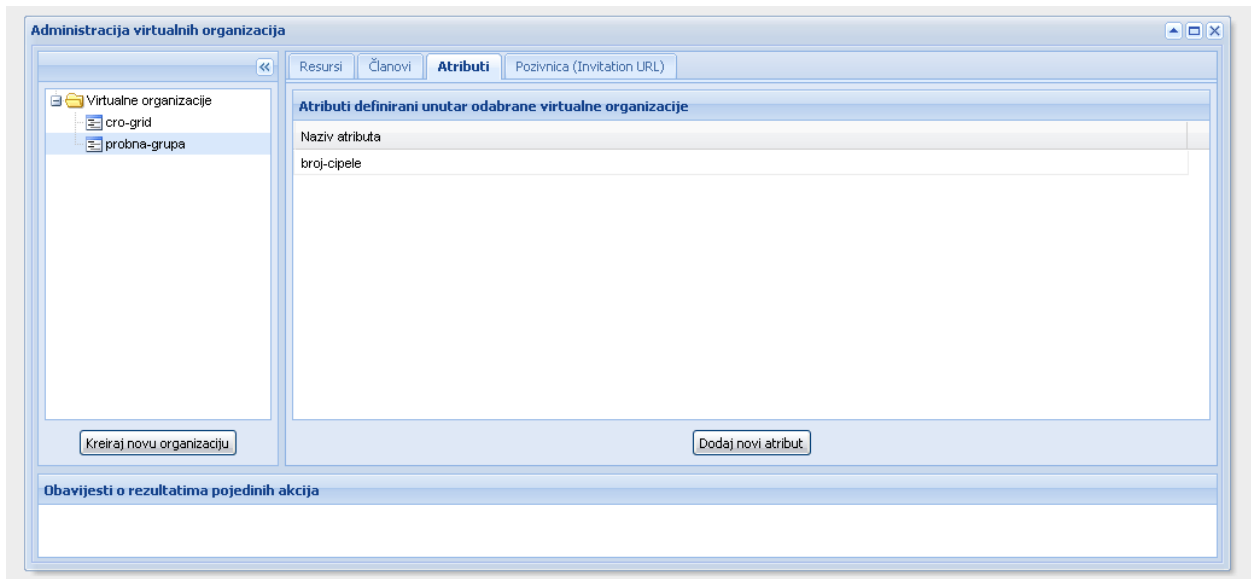 Administracija virtualnih organizacija
Resursi
Članovi
Atributi
Pozivnica (Invitation URL)
Virtualne organizacije
cro-grid
probna-grupa
Kreiraj novu organizaciju
Atributi definirani unutar odabrane virtualne organizacije
Naziv atributa
broj-cipele
Dodaj novi atribut
Obavijesti o rezultatima pojedinih akcija